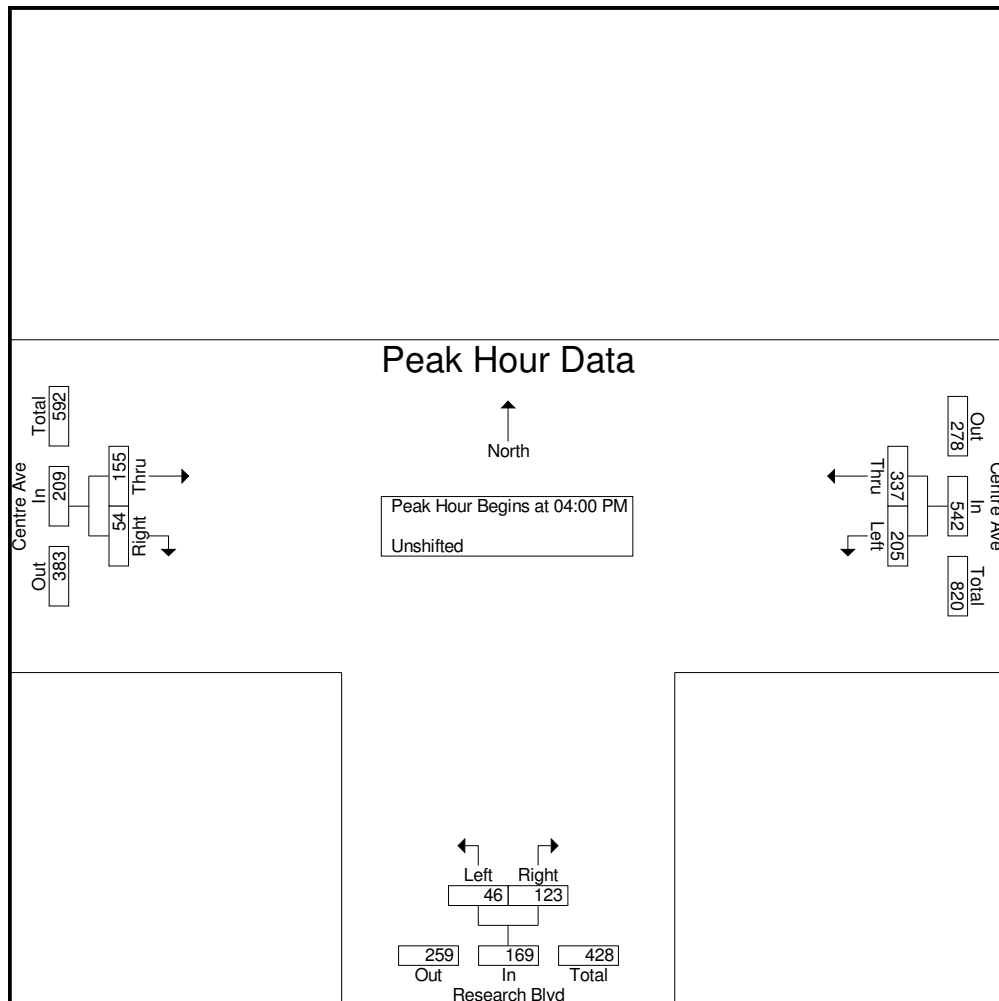 Peak Hour Data
North
Peak Hour Begins at 04:00 PM
Unshifted
Centre Ave
Out In Total
383 209 592
54 155
Right Thru
Centre Ave
Out In Total
278 542 820
337 205
Thru Left
Left Right
46 123
259 169 428
Out In Total
Research Blvd